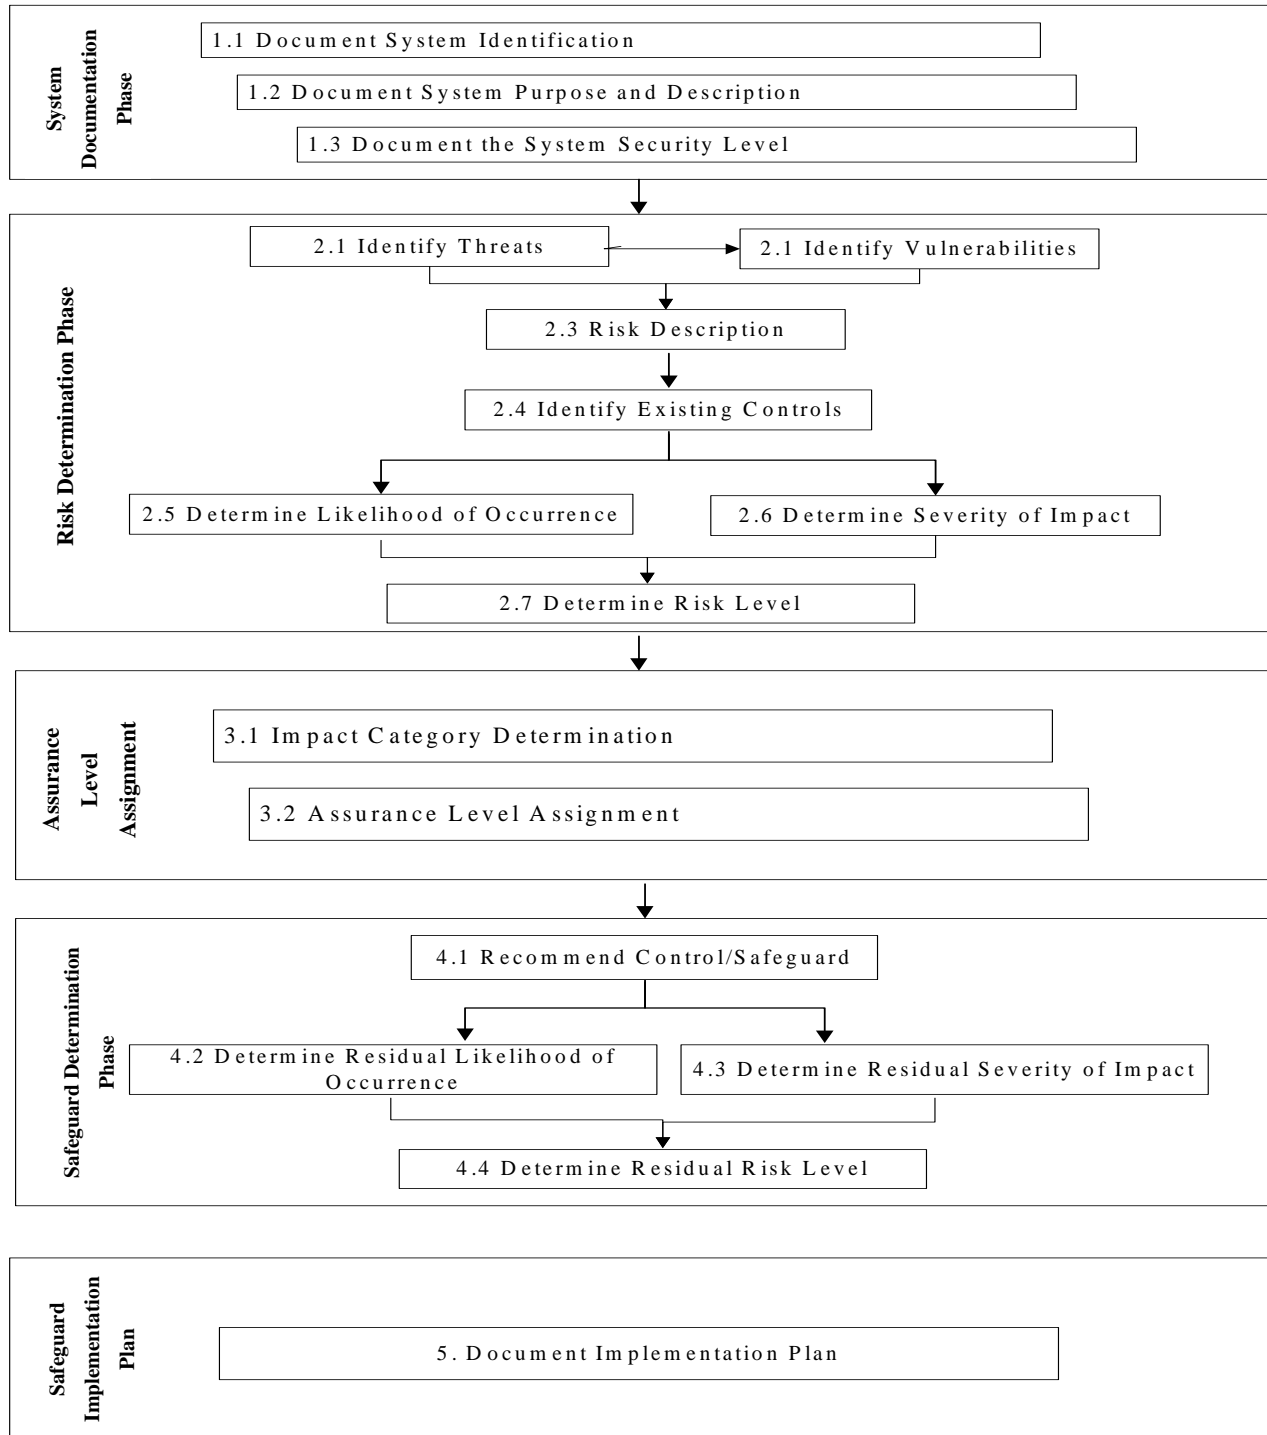 System
Documentation
Phase
1.1 Document System Identification
1.2 Document System Purpose and Description
1.3 Document the System Security Level
Risk Determination Phase
2.1 Identify Threats
2.1 Identify Vulnerabilities
2.3 Risk Description
2.4 Identify Existing Controls
2.5 Determine Likelihood of Occurrence
2.6 Determine Severity of Impact
2.7 Determine Risk Level
Assurance
Level
Assignment
3.1 Impact Category Determination
3.2 Assurance Level Assignment
Safeguard Determination
Phase
4.1 Recommend Control/Safeguard
4.2 Determine Residual Likelihood of
Occurrence
4.3 Determine Residual Severity of Impact
4.4 Determine Residual Risk Level
Safeguard
Implementation
Plan
5. Document Implementation Plan